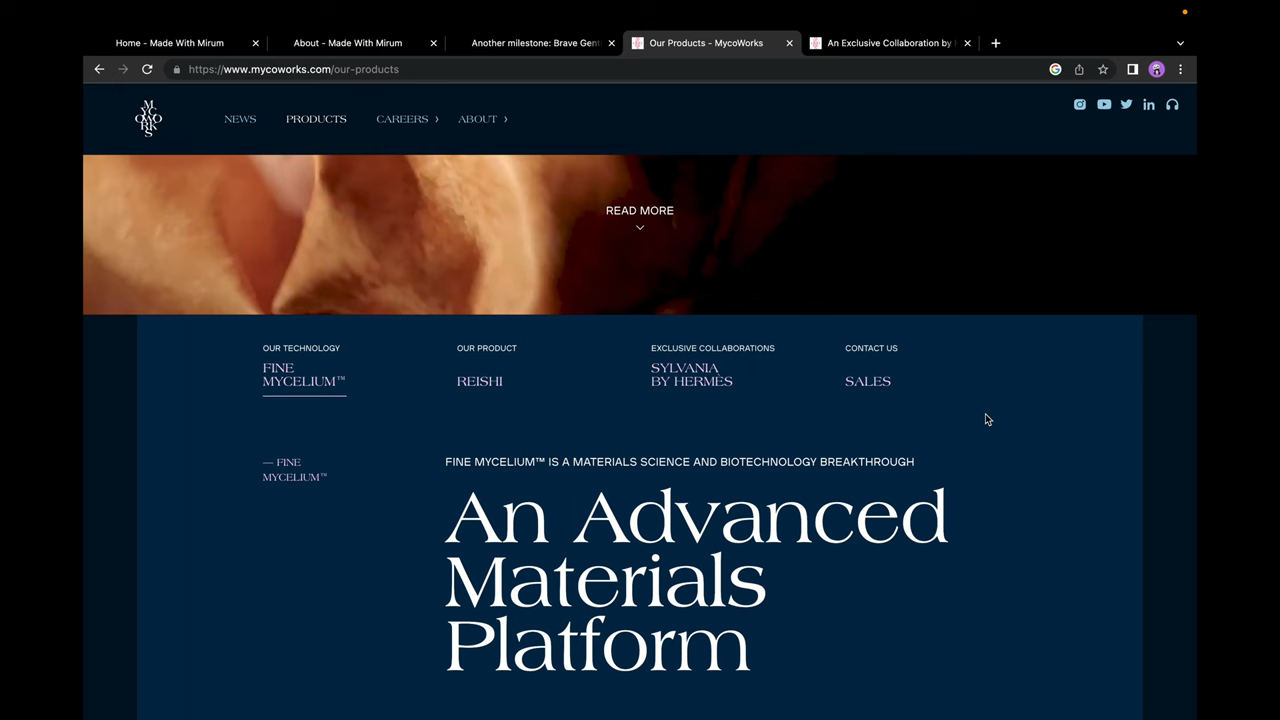 Home - Made With Mirum
About - Made With Mirum
Another milestone: Brave Gent
Our Products - MycoWorks
An Exclusive Collaboration by
https://www.mycoworks.com/our-products
MYCOWORKS
NEWS
PRODUCTS
CAREERS
ABOUT
READ MORE
OUR TECHNOLOGY
FINE
MYCELIUM™
OUR PRODUCT
REISHI
EXCLUSIVE COLLABORATIONS
SYLVANIA
BY HERMÈS
CONTACT US
SALES
— FINE
MYCELIUM™
FINE MYCELIUM™ IS A MATERIALS SCIENCE AND BIOTECHNOLOGY BREAKTHROUGH
An Advanced
Materials
Platform